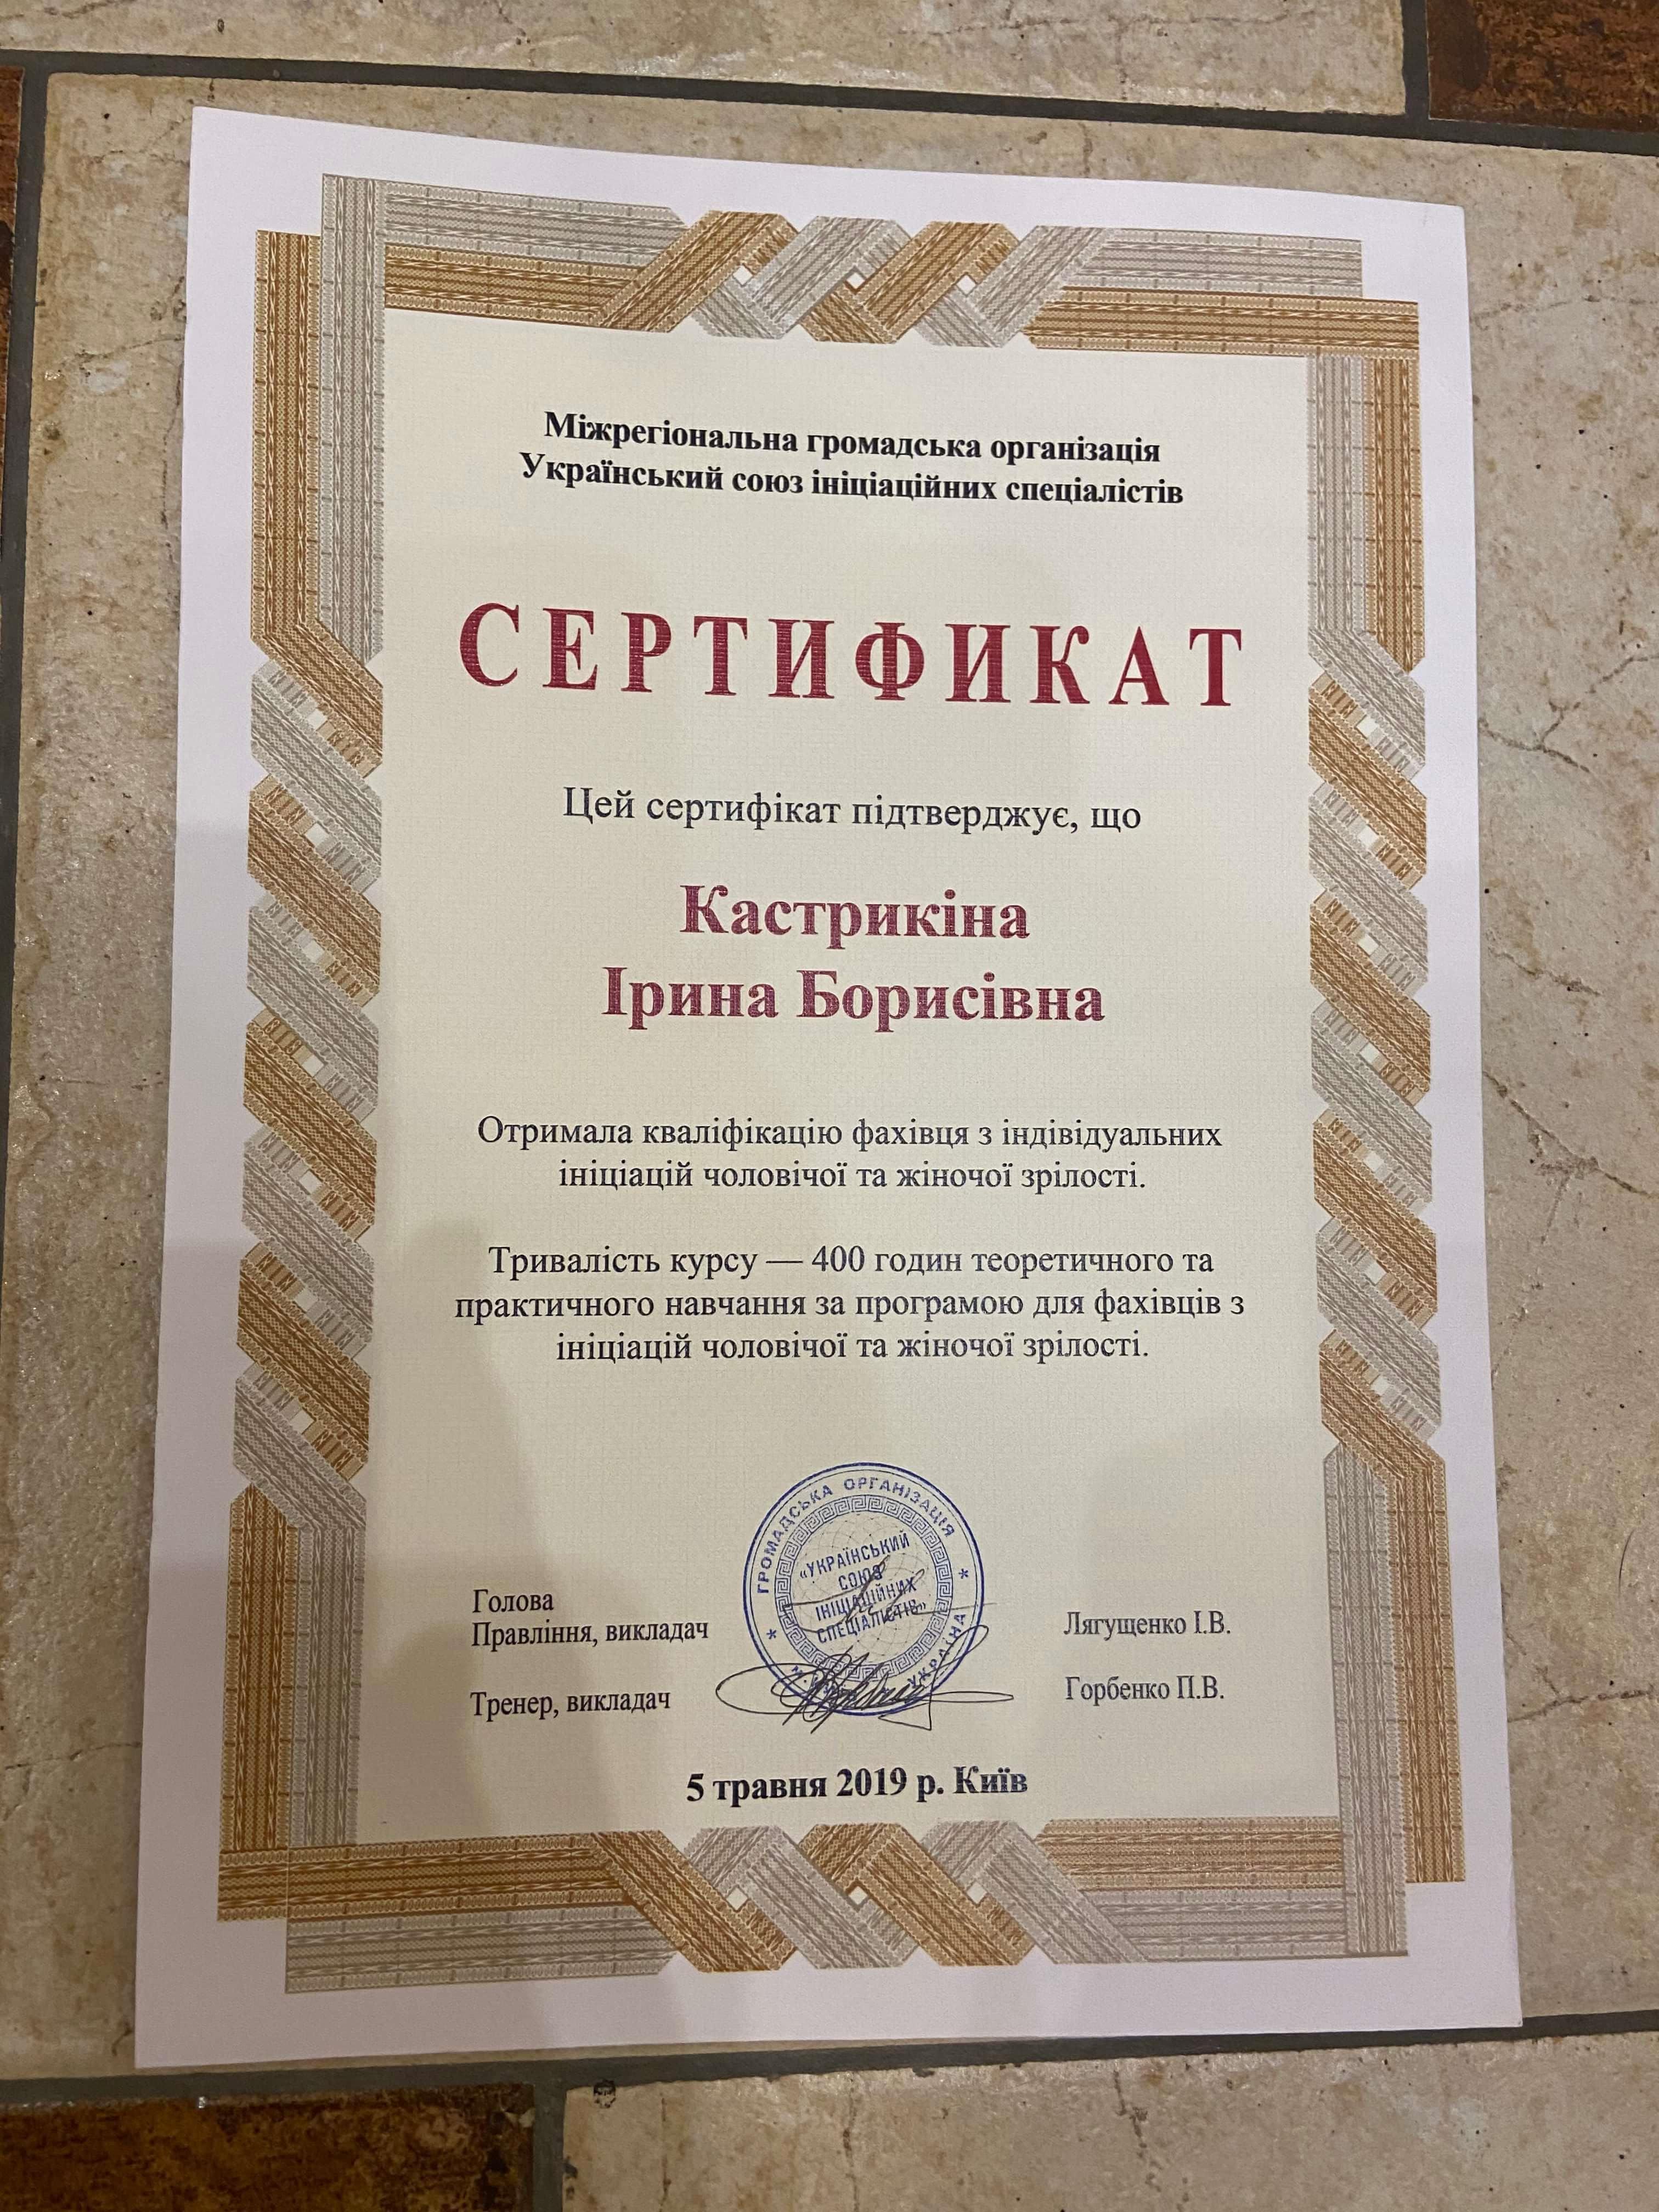 Міжрегіональна громадська організація
Український союз ініціаційних спеціалістів
СЕРТИФИКАТ
Цей сертифікат підтверджує, що
Кастрикіна
Ірина Борисівна
Отримала кваліфікацію фахівця з індівідуальних
ініціацій чоловічої та жіночої зрілості.
Тривалість курсу — 400 годин теоретичного та
практичного навчання за програмою для фахівців з
ініціацій чоловічої та жіночої зрілості.
ГРОМАДСЬКА ОРГАНІЗАЦІЯ
«УКРАЇНСЬКИЙ
СОЮЗ
ІНІЦІАЦІЙНИХ
СПЕЦІАЛІСТІВ»
УКРАЇНА
Голова
Правління, викладач
Лягущенко І.В.
Тренер, викладач
Горбенко П.В.
5 травня 2019 р. Київ